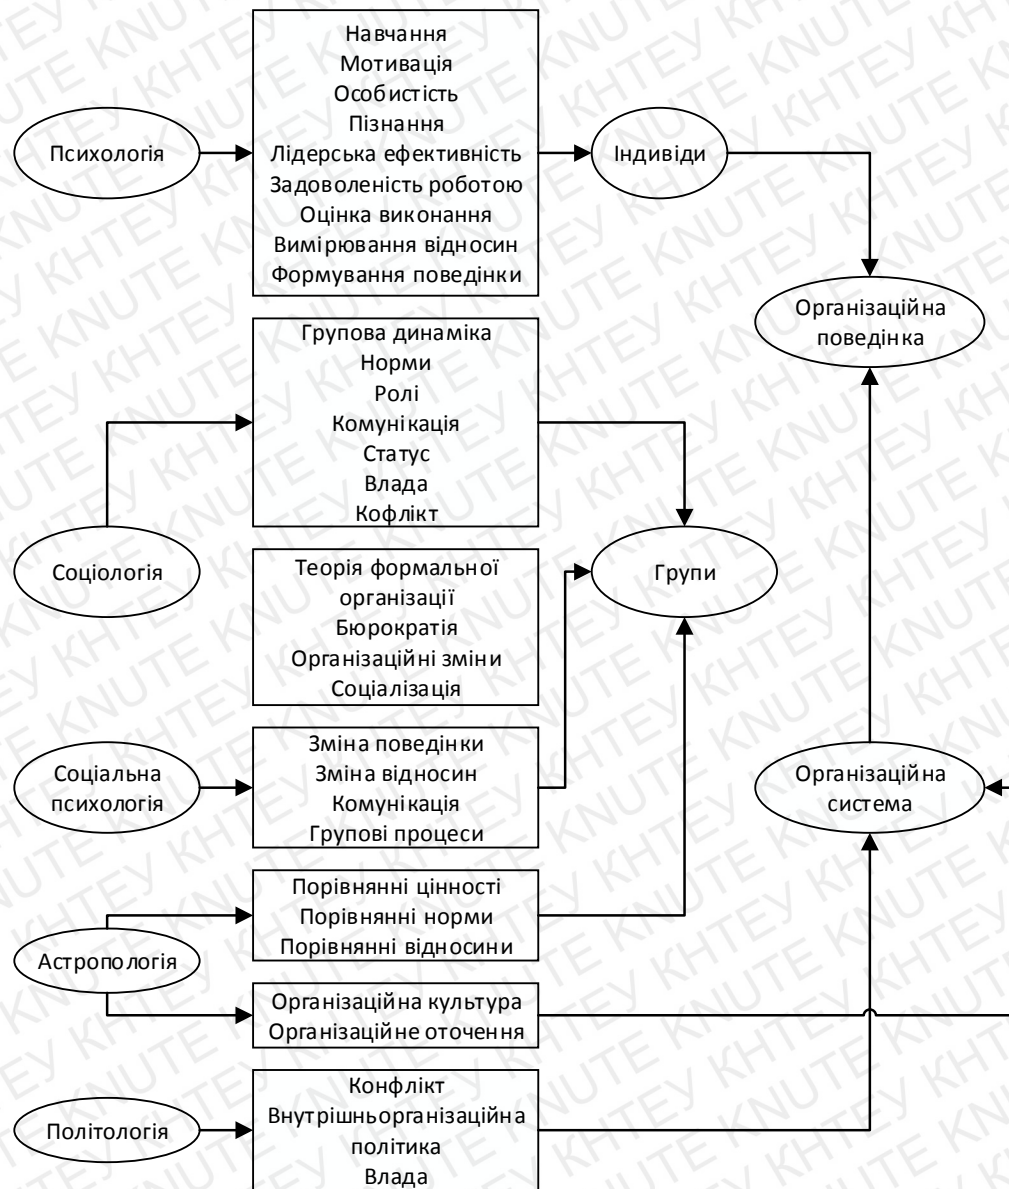 Навчання
Мотивація
Особистість
Пізнання
Лідерська ефективність
Задоволеність роботою
Оцінка виконання
Вимірювання відносин
Формування поведінки
Психологія
Індивіди
Організаційна
поведінка
Групова динаміка
Норми
Ролі
Комунікація
Статус
Влада
Кофлікт
Соціологія
Групи
Теорія формальної
організації
Бюрократія
Організаційні зміни
Соціалізація
Соціальна
психологія
Зміна поведінки
Зміна відносин
Комунікація
Групові процеси
Організаційна
система
Астропологія
Порівнянні цінності
Порівнянні норми
Порівнянні відносини
Організаційна культура
Організаційне оточення
Політологія
Конфлікт
Внутрішньорганізаційна
політика
Влада
KNUTE КНТЕУ